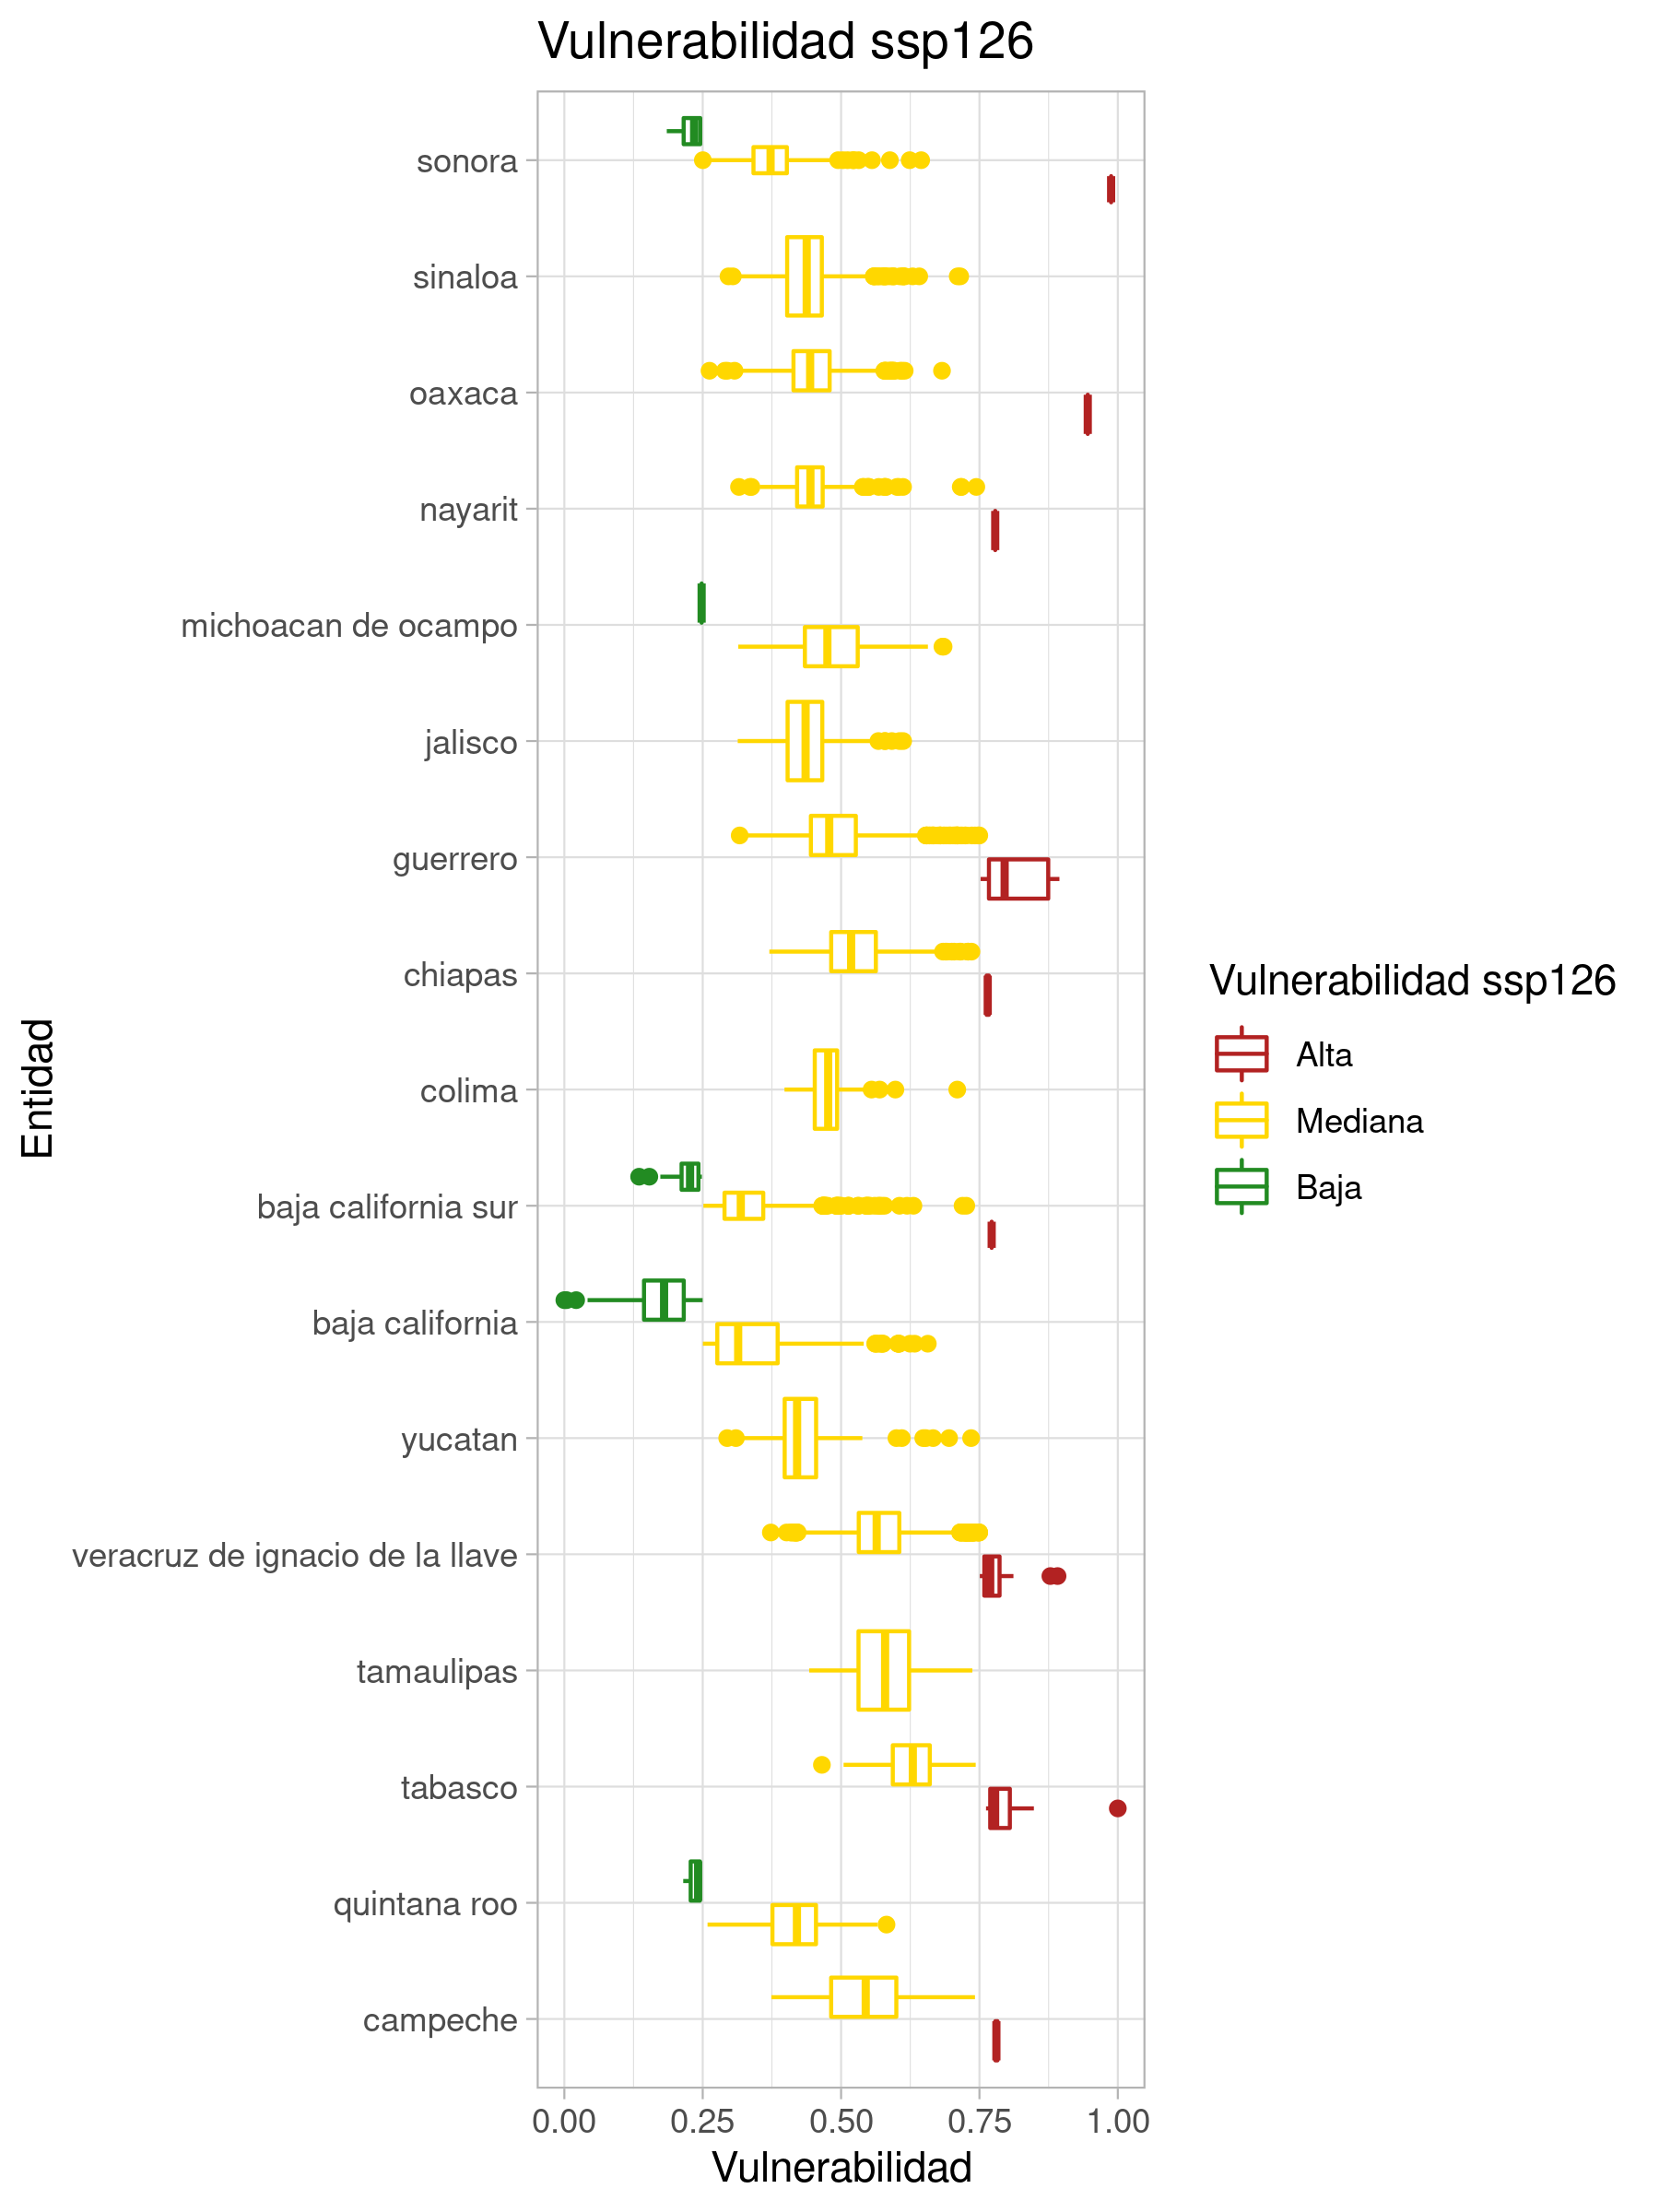 Vulnerabilidad ssp126
sonora
sinaloa
oaxaca
nayarit
michoacan de ocampo
jalisco
guerrero
chiapas
colima
baja california sur
baja california
yucatan
veracruz de ignacio de la llave
tamaulipas
tabasco
quintana roo
campeche
Entidad
0.00 0.25 0.50 0.75 1.00
Vulnerabilidad
Vulnerabilidad ssp126
Alta
Mediana
Baja